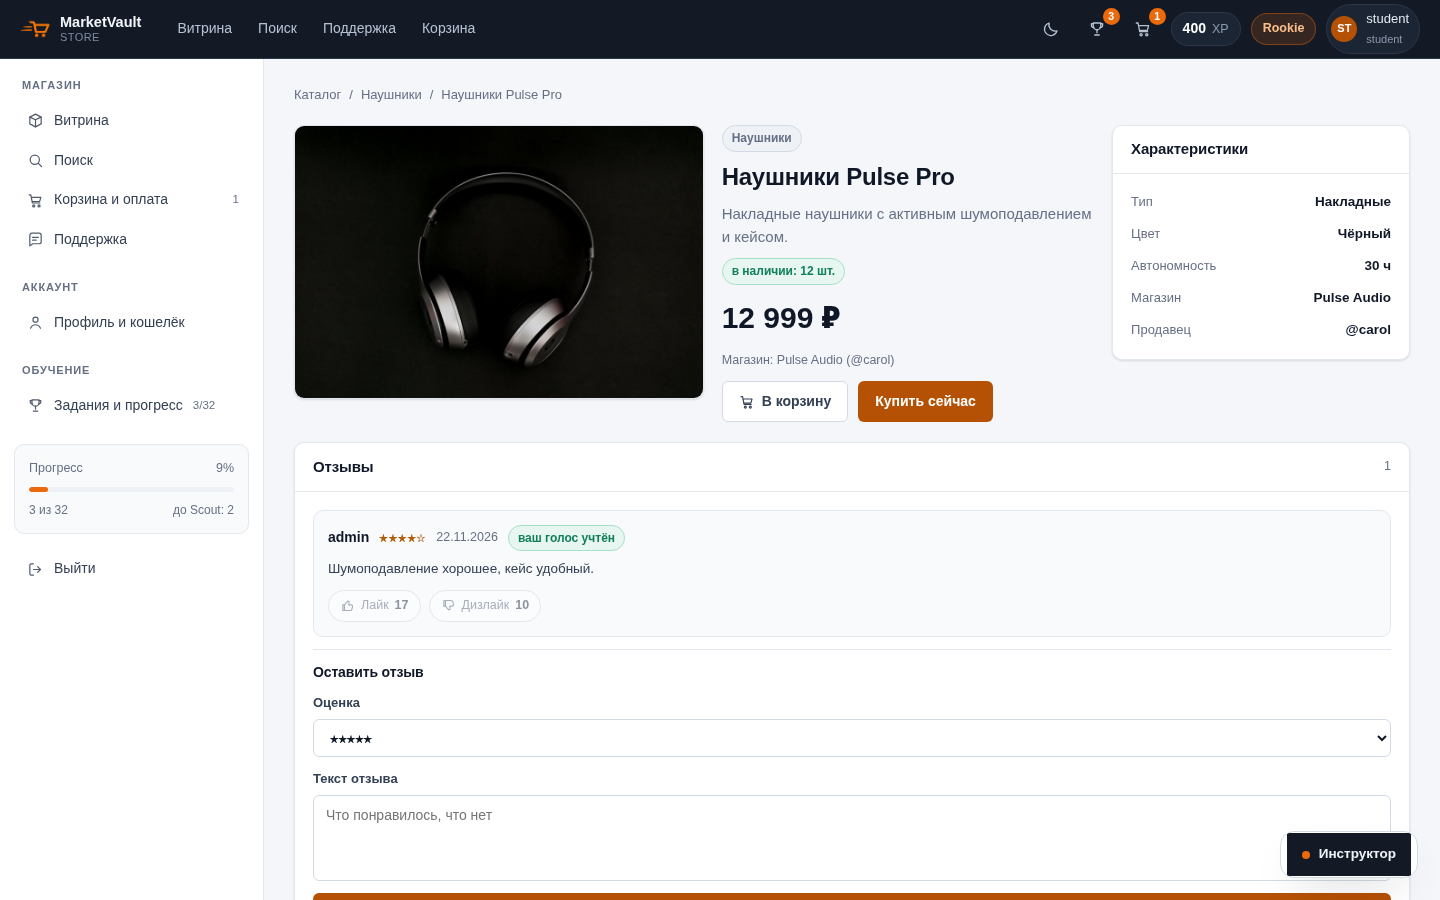 MarketVault
STORE
Витрина
Поиск
Поддержка
Корзина
3
1
400 XP
Rookie
ST
student
student
МАГАЗИН
Витрина
Поиск
Корзина и оплата 1
Поддержка
АККАУНТ
Профиль и кошелёк
ОБУЧЕНИЕ
Задания и прогресс 3/32
Прогресс 9%
3 из 32 до Scout: 2
Выйти
Каталог / Наушники / Наушники Pulse Pro
Наушники
Наушники Pulse Pro
Накладные наушники с активным шумоподавлением
и кейсом.
в наличии: 12 шт.
12 999 ₽
Магазин: Pulse Audio (@carol)
В корзину
Купить сейчас
Характеристики
Тип Накладные
Цвет Чёрный
Автономность 30 ч
Магазин Pulse Audio
Продавец @carol
Отзывы 1
admin ★★★★☆ 22.11.2026 ваш голос учтён
Шумоподавление хорошее, кейс удобный.
Лайк 17 Дизлайк 10
Оставить отзыв
Оценка
★★★★★
Текст отзыва
Что понравилось, что нет
Инструктор